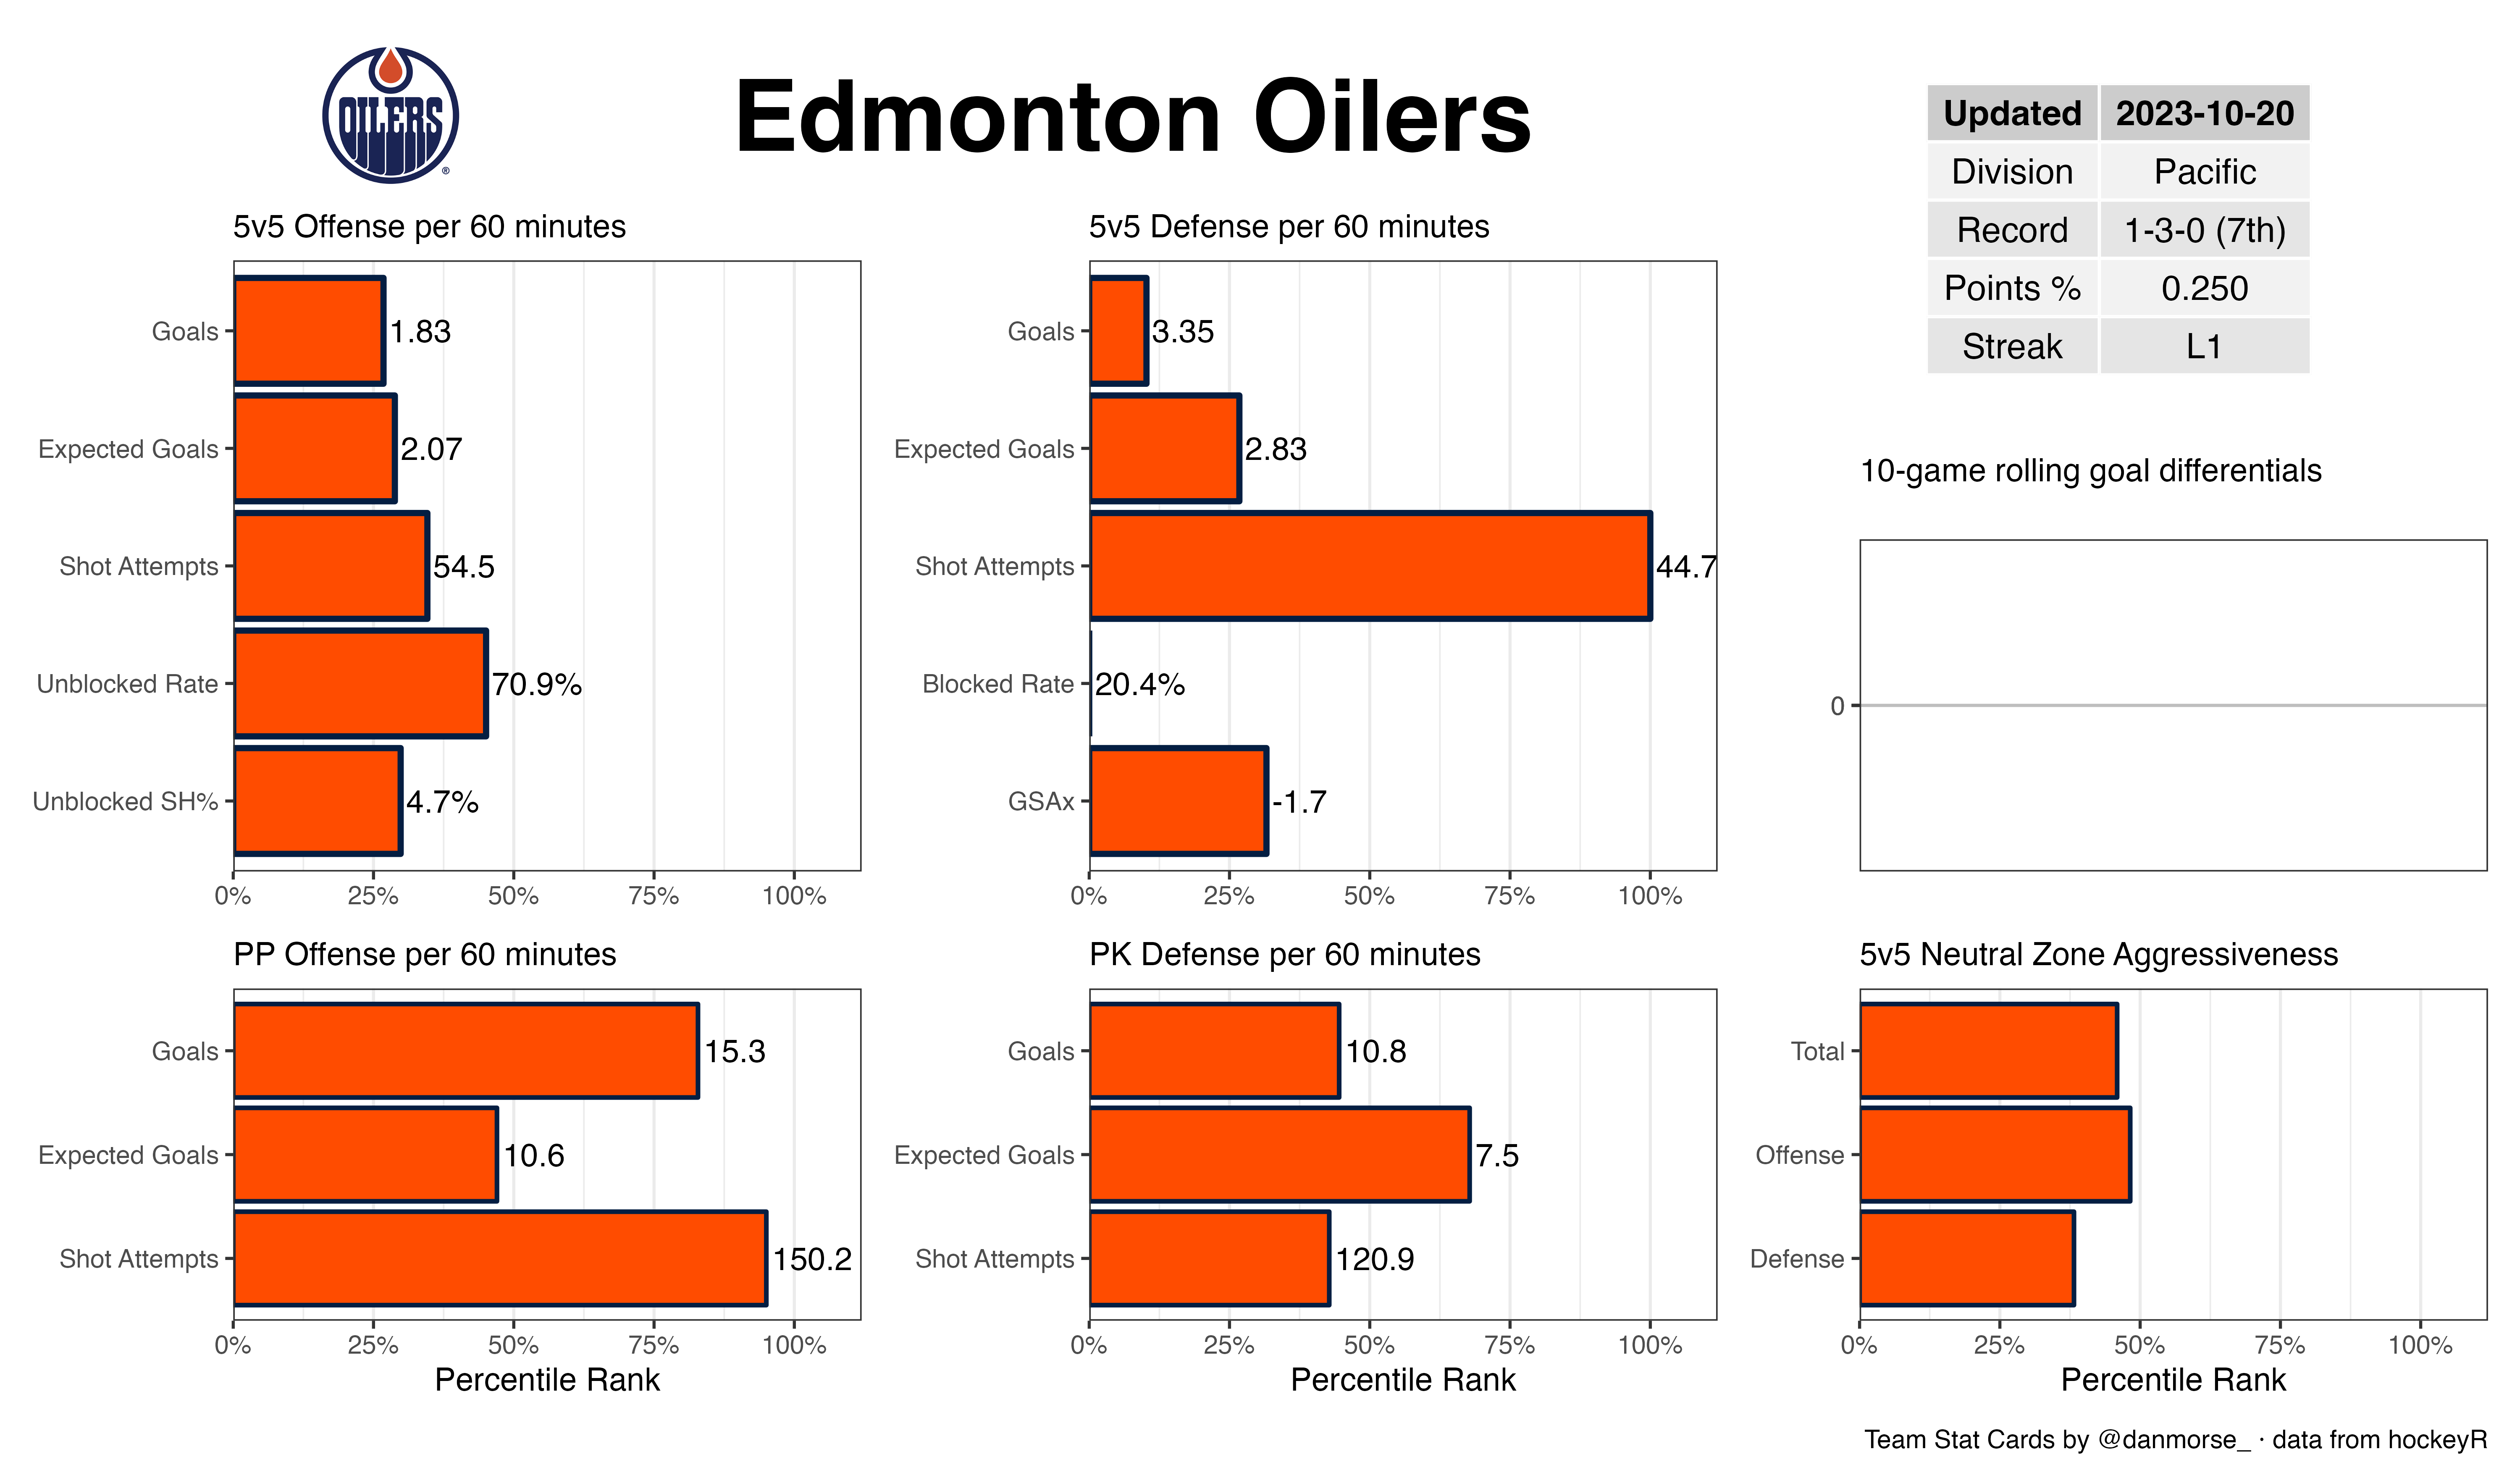 OILERS
®
Edmonton Oilers
Updated 2023-10-20
Division Pacific
Record 1-3-0 (7th)
Points % 0.250
Streak L1
5v5 Offense per 60 minutes
Goals 1.83
Expected Goals 2.07
Shot Attempts 54.5
Unblocked Rate 70.9%
Unblocked SH% 4.7%
0% 25% 50% 75% 100%
5v5 Defense per 60 minutes
Goals 3.35
Expected Goals 2.83
Shot Attempts 44.7
Blocked Rate 20.4%
GSAx -1.7
0% 25% 50% 75% 100%
10-game rolling goal differentials
0
PP Offense per 60 minutes
Goals 15.3
Expected Goals 10.6
Shot Attempts 150.2
0% 25% 50% 75% 100%
Percentile Rank
PK Defense per 60 minutes
Goals 10.8
Expected Goals 7.5
Shot Attempts 120.9
0% 25% 50% 75% 100%
Percentile Rank
5v5 Neutral Zone Aggressiveness
Total
Offense
Defense
0% 25% 50% 75% 100%
Percentile Rank
Team Stat Cards by @danmorse_ · data from hockeyR